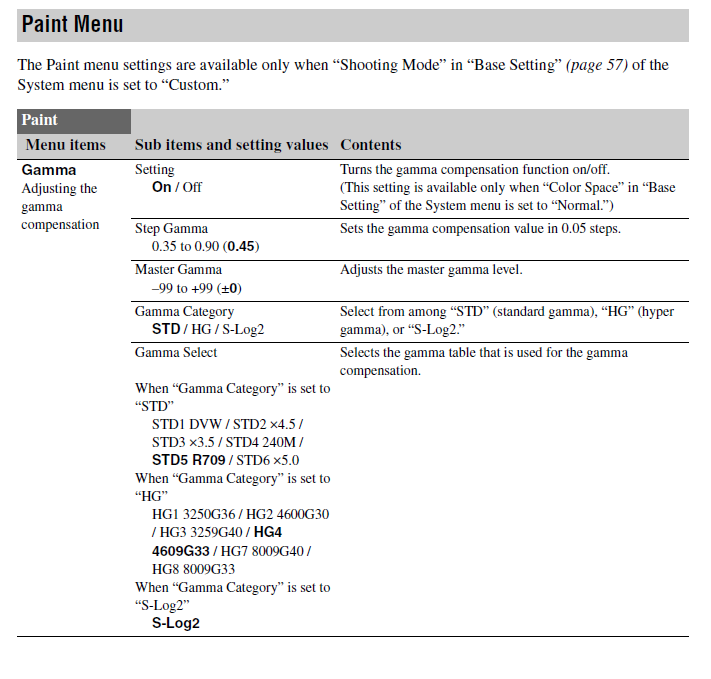 Paint Menu
The Paint menu settings are available only when “Shooting Mode” in “Base Setting” (page 57) of the
System menu is set to “Custom.”
Paint
Menu items Sub items and setting values Contents
Gamma
Adjusting the
gamma
compensation
Setting
On / Off
Turns the gamma compensation function on/off.
(This setting is available only when “Color Space” in “Base
Setting” of the System menu is set to “Normal.”)
Step Gamma
0.35 to 0.90 (0.45)
Sets the gamma compensation value in 0.05 steps.
Master Gamma
–99 to +99 (±0)
Adjusts the master gamma level.
Gamma Category
STD / HG / S-Log2
Select from among “STD” (standard gamma), “HG” (hyper
gamma), or “S-Log2.”
Gamma Select
Selects the gamma table that is used for the gamma
compensation.
When “Gamma Category” is set to
“STD”
STD1 DVW / STD2 ×4.5 /
STD3 ×3.5 / STD4 240M /
STD5 R709 / STD6 ×5.0
When “Gamma Category” is set to
“HG”
HG1 3250G36 / HG2 4600G30
/ HG3 3259G40 / HG4
4609G33 / HG7 8009G40 /
HG8 8009G33
When “Gamma Category” is set to
“S-Log2”
S-Log2